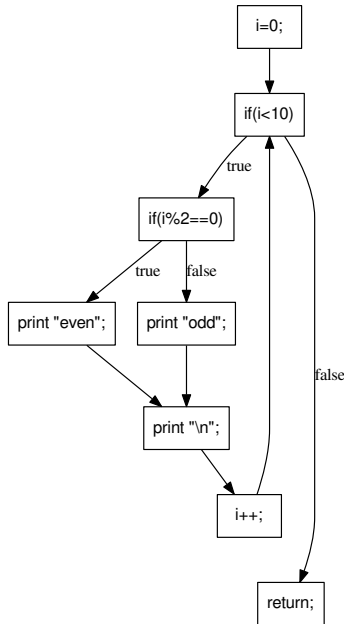 i=0;
if(i<10)
true
if(i%2==0)
true
false
print "even";
print "odd";
false
print "\n";
i++;
return;